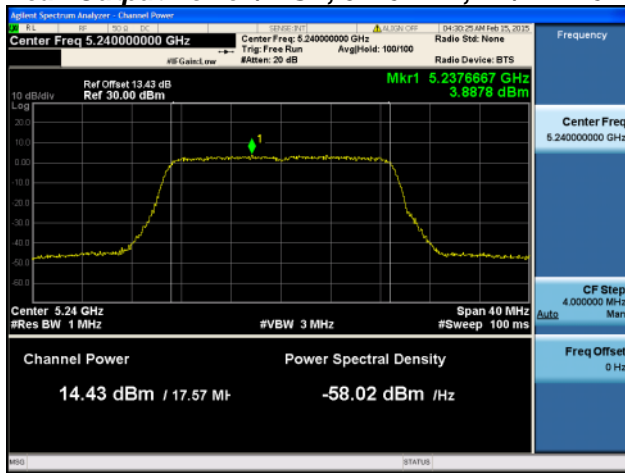 Agilent Spectrum Analyzer - Channel Power
RL RF 50 Ω DC SENSE:INT ALIGN OFF 04:30:25 AM Feb 25, 2015
Center Freq 5.240000000 GHz
Center Freq: 5.240000000 GHz
Radio Std: None
Trig: Free Run Avg|Hold: 100/100
#IFGain:Low #Atten: 20 dB Radio Device: BTS
Frequency
Mkr1 5.2376667 GHz
3.8878 dBm
Ref Offset 13.43 dB
10 dB/div Ref 30.00 dBm
Log
20.0
10.0
0.00
-10.0
-20.0
-30.0
-40.0
-50.0
-60.0
1
Center 5.24 GHz Span 40 MHz
#Res BW 1 MHz #VBW 3 MHz #Sweep 100 ms
Channel Power Power Spectral Density
14.43 dBm / 17.57 MH -58.02 dBm /Hz
Center Freq
5.240000000 GHz
CF Step
4.000000 MHz
Auto Man
Freq Offset
0 Hz
MSG STATUS